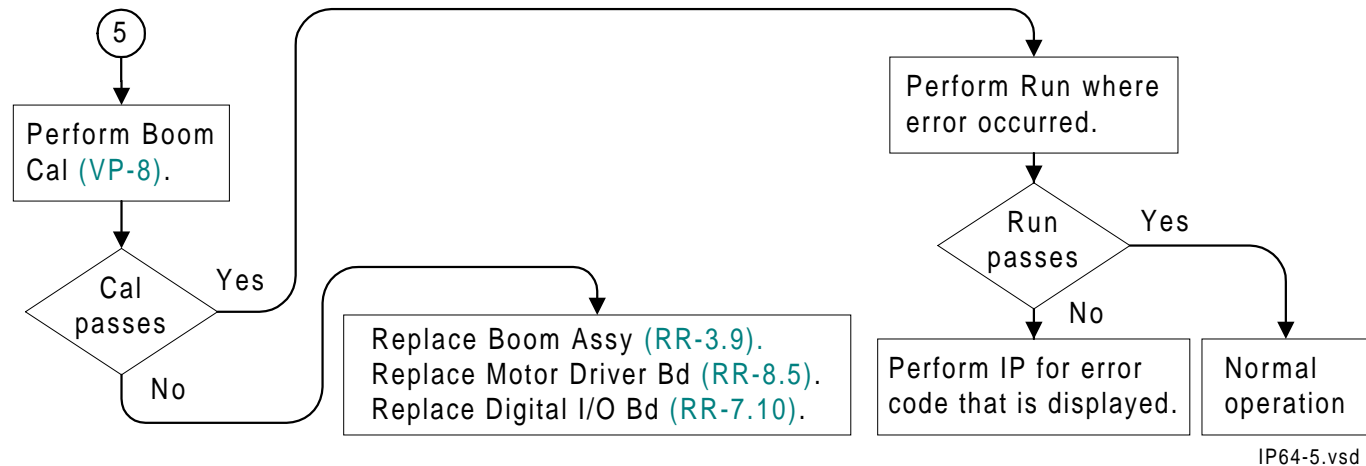 5
Perform Boom
Cal (VP-8).
Cal
passes
Yes
No
Replace Boom Assy (RR-3.9).
Replace Motor Driver Bd (RR-8.5).
Replace Digital I/O Bd (RR-7.10).
Perform Run where
error occurred.
Run
passes
Yes
No
Perform IP for error
code that is displayed.
Normal
operation
IP64-5.vsd